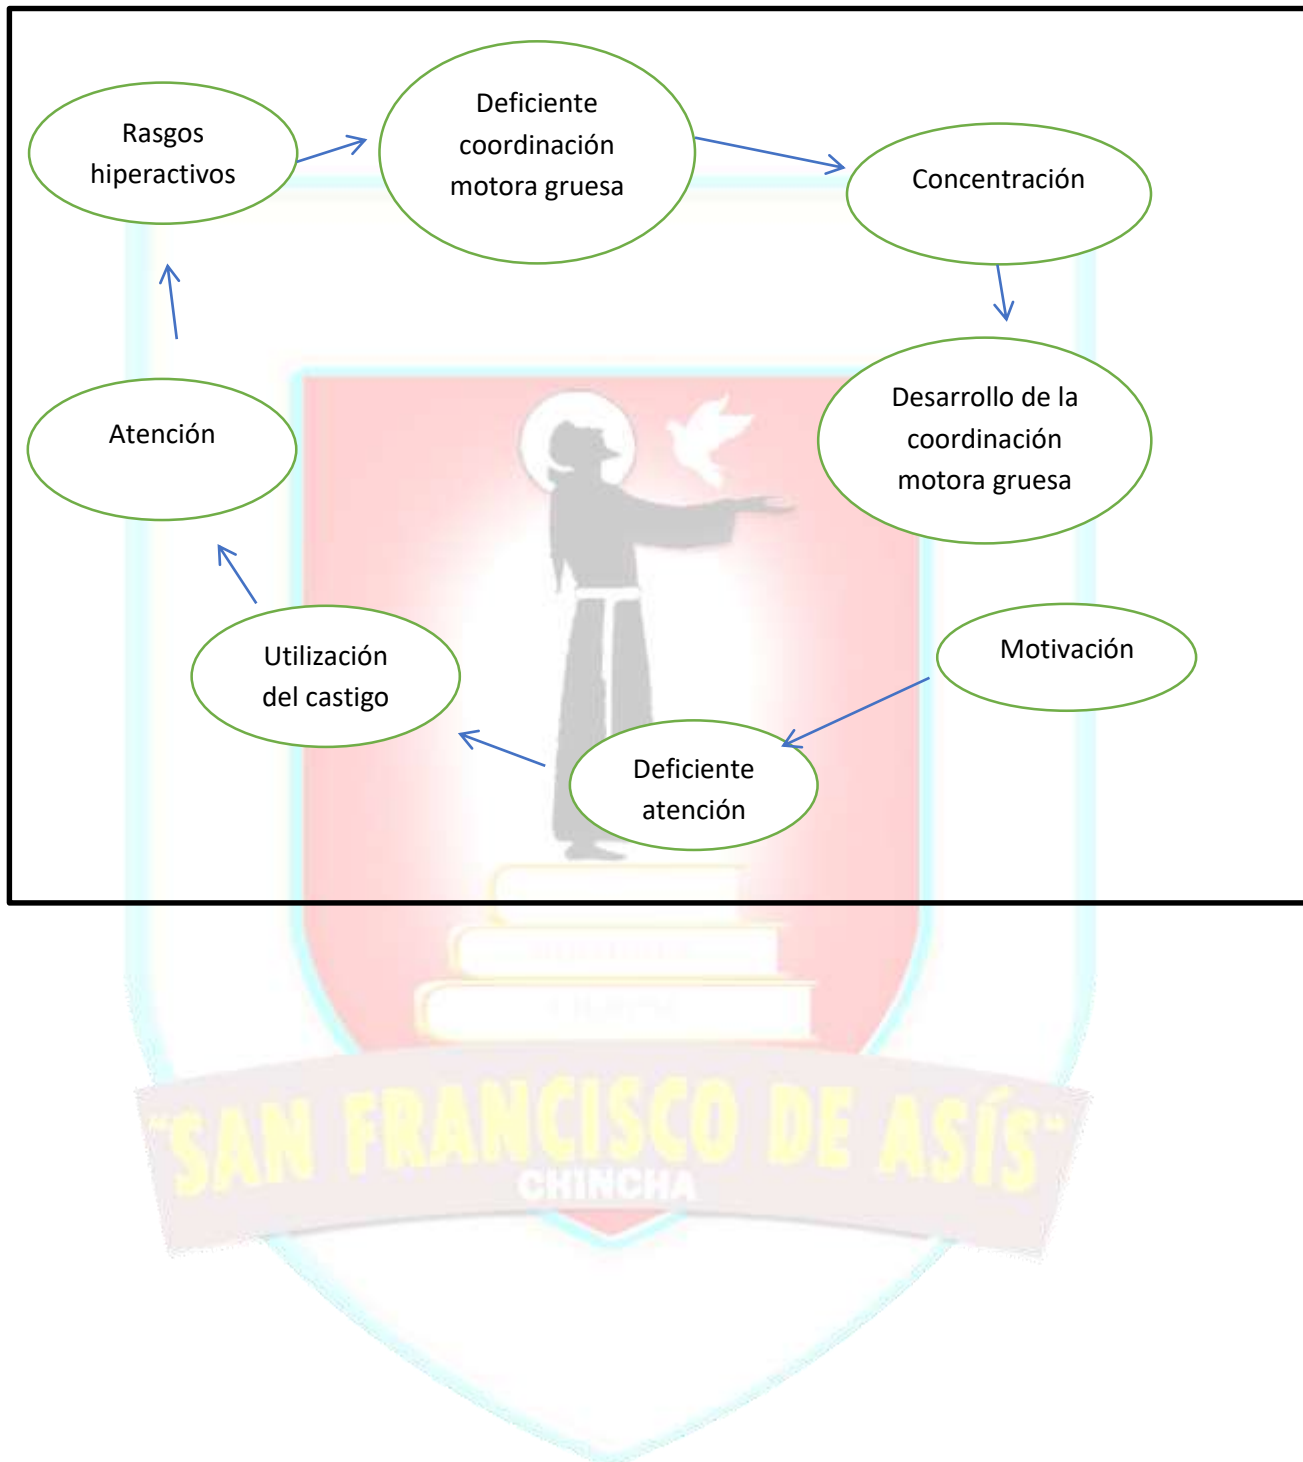 Rasgos
hiperactivos
Deficiente
coordinación
motora gruesa
Concentración
Desarrollo de la
coordinación
motora gruesa
Atención
Utilización
del castigo
Motivación
Deficiente
atención
"SAN FRANCISCO DE ASÍS"
CHINCHA